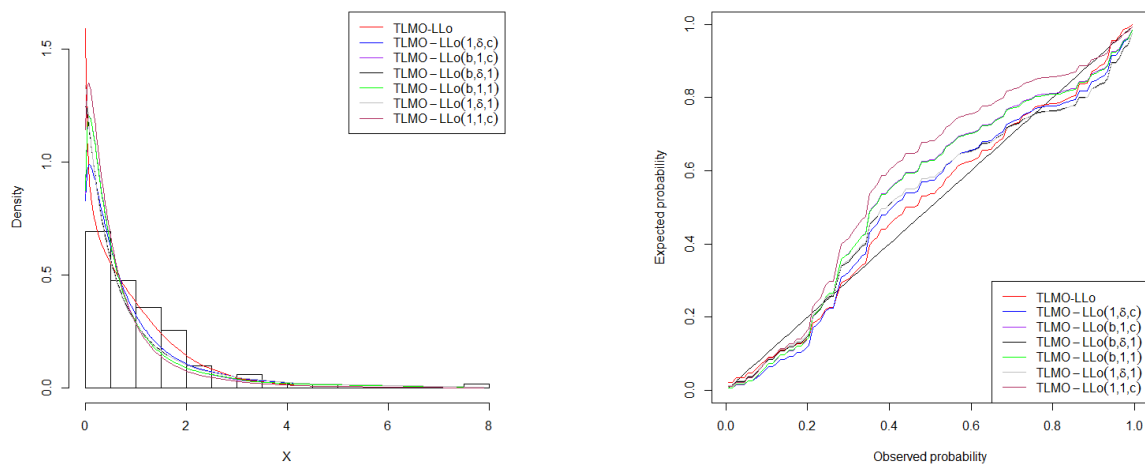 TLMO-LLo
TLMO−LLo(1,δ,c)
TLMO−LLo(b,1,c)
TLMO−LLo(b,δ,1)
TLMO−LLo(b,1,1)
TLMO−LLo(1,δ,1)
TLMO−LLo(1,1,c)
1.5
1.0
0.5
0.0
Density
0 2 4 6 8
X
1.0
0.8
0.6
0.4
0.2
0.0
Expected probability
TLMO-LLo
TLMO−LLo(1,δ,c)
TLMO−LLo(b,1,c)
TLMO−LLo(b,δ,1)
TLMO−LLo(b,1,1)
TLMO−LLo(1,δ,1)
TLMO−LLo(1,1,c)
0.0 0.2 0.4 0.6 0.8 1.0
Observed probability